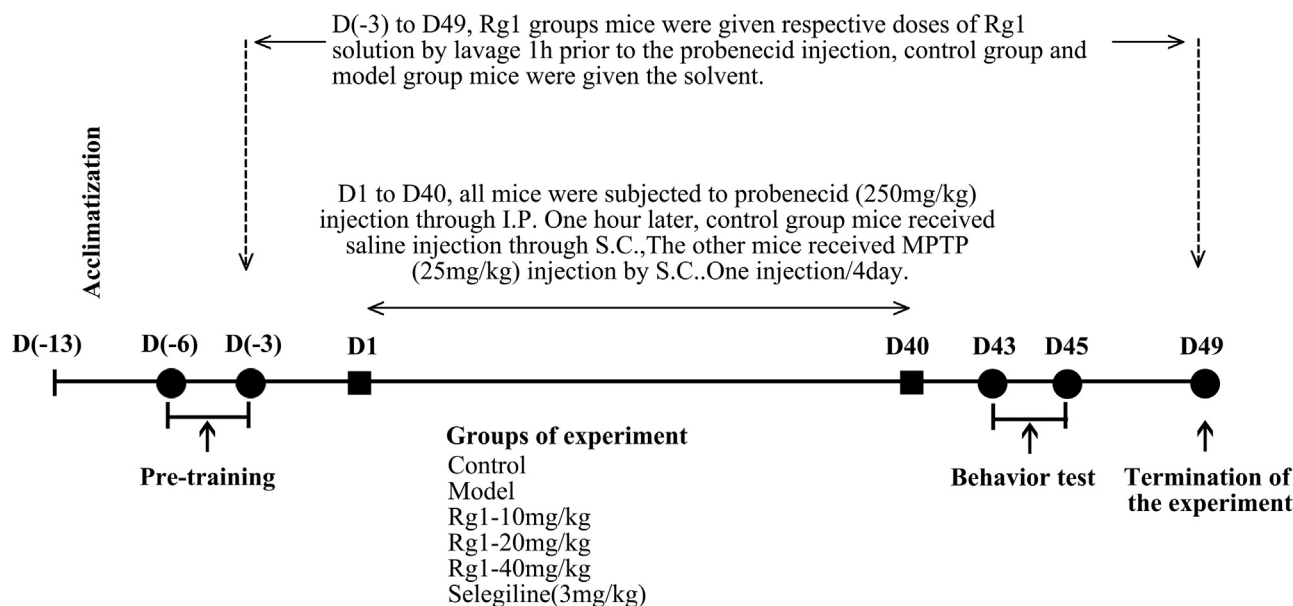 D(-3) to D49, Rg1 groups mice were given respective doses of Rg1
solution by lavage 1h prior to the probenecid injection, control group and
model group mice were given the solvent.
Acclimatization
D1 to D40, all mice were subjected to probenecid (250mg/kg)
injection through I.P. One hour later, control group mice received
saline injection through S.C.,The other mice received MPTP
(25mg/kg) injection by S.C..One injection/4day.
D(-13) D(-6) D(-3) D1 D40 D43 D45 D49
Pre-training
Groups of experiment
Control
Model
Rg1-10mg/kg
Rg1-20mg/kg
Rg1-40mg/kg
Selegiline(3mg/kg)
Behavior test
Termination of
the experiment